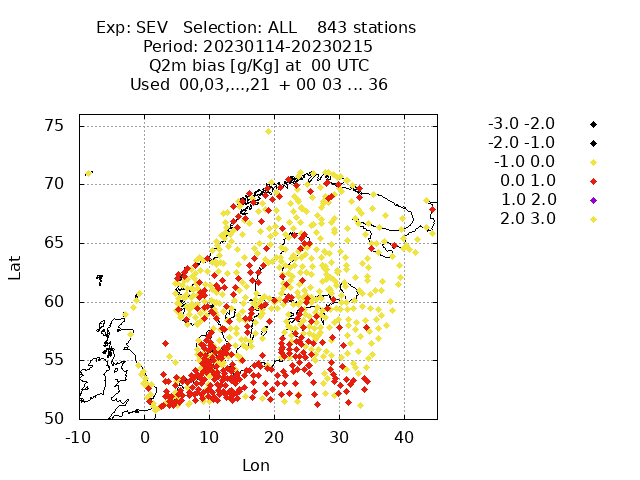 Exp: SEV   Selection: ALL    843 stations
Period: 20230114-20230215
Q2m bias [g/Kg] at  00 UTC
Used  00,03,...,21  + 00 03 ... 36
-3.0 -2.0
-2.0 -1.0
-1.0 0.0
0.0 1.0
1.0 2.0
2.0 3.0
Lat
75
70
65
60
55
50
-10 0 10 20 30 40
Lon